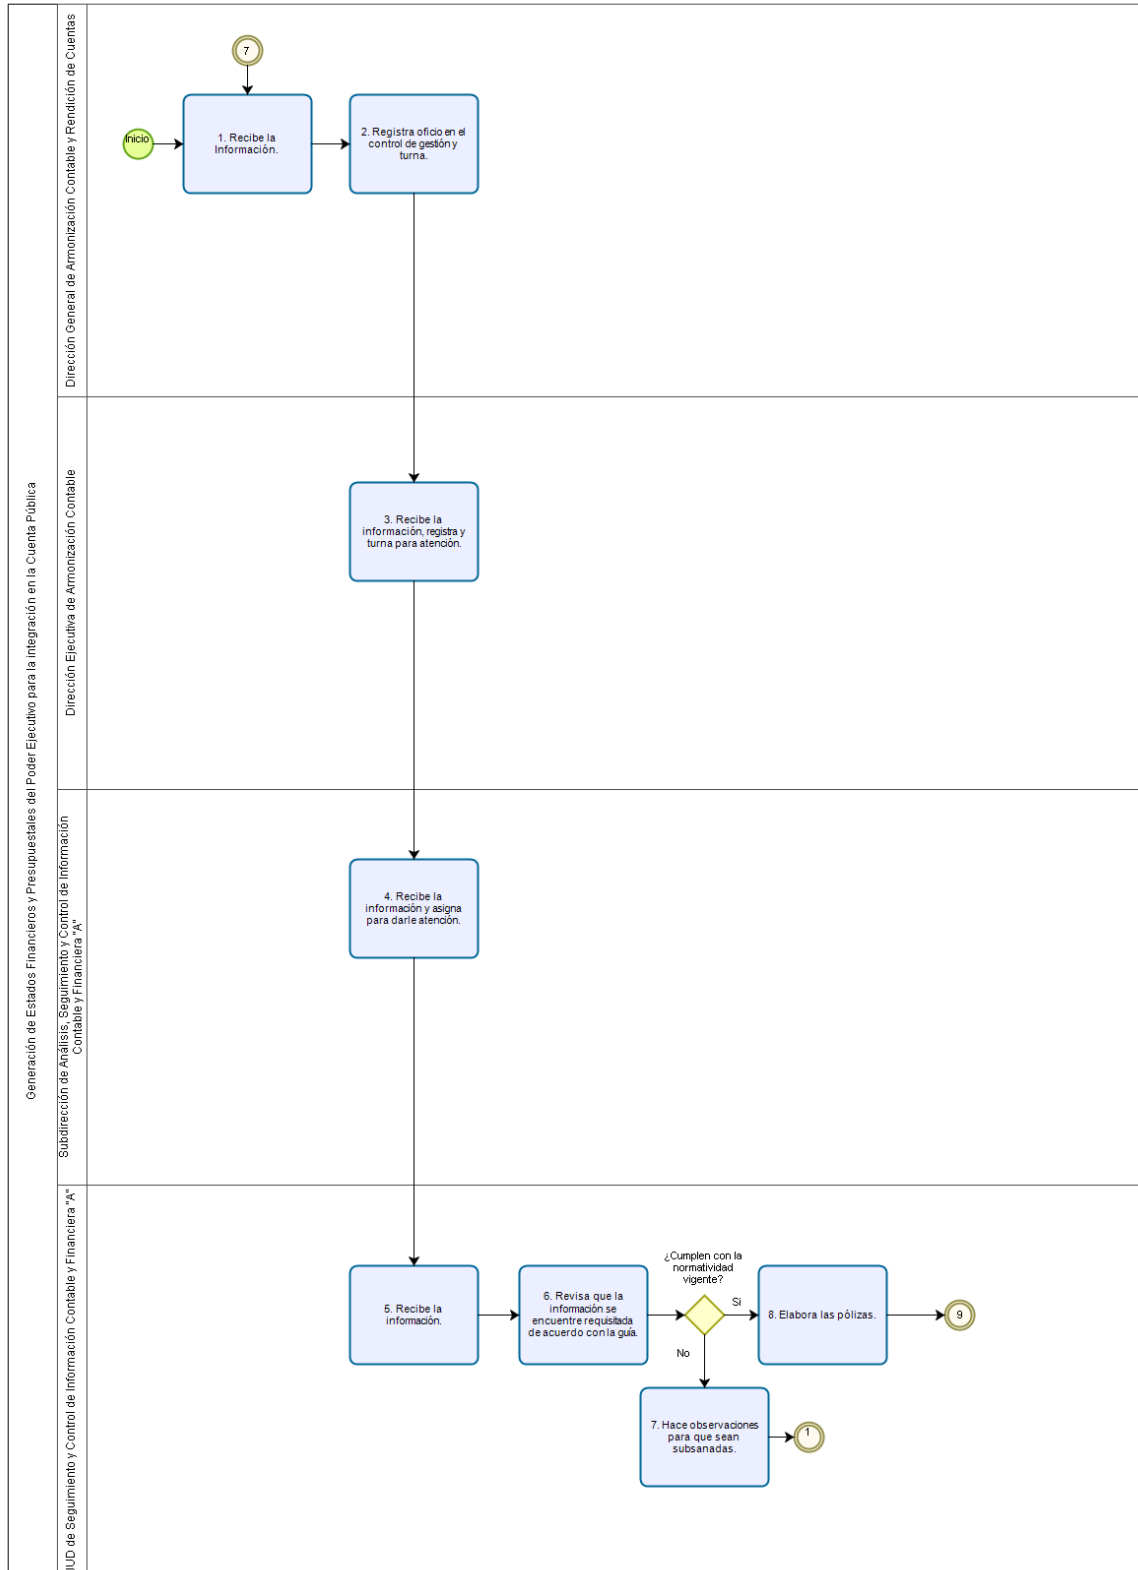 Generación de Estados Financieros y Presupuestales del Poder Ejecutivo para la integración en la Cuenta Pública
Dirección General de Armonización Contable y Rendición de Cuentas
7
Inicio
1. Recibe la
Información.
2. Registra oficio en el
control de gestión y
turna.
Dirección Ejecutiva de Armonización Contable
3. Recibe la
información, registra y
turna para atención.
Subdirección de Análisis, Seguimiento y Control de Información
Contable y Financiera "A"
4. Recibe la
información y asigna
para darle atención.
JUD de Seguimiento y Control de Información Contable y Financiera "A"
5. Recibe la
información.
6. Revisa que la
información se
encuentre requisitada
de acuerdo con la guía.
¿Cumplen con la
normatividad
vigente?
Si
No
8. Elabora las pólizas.
9
7. Hace observaciones
para que sean
subsanadas.
1